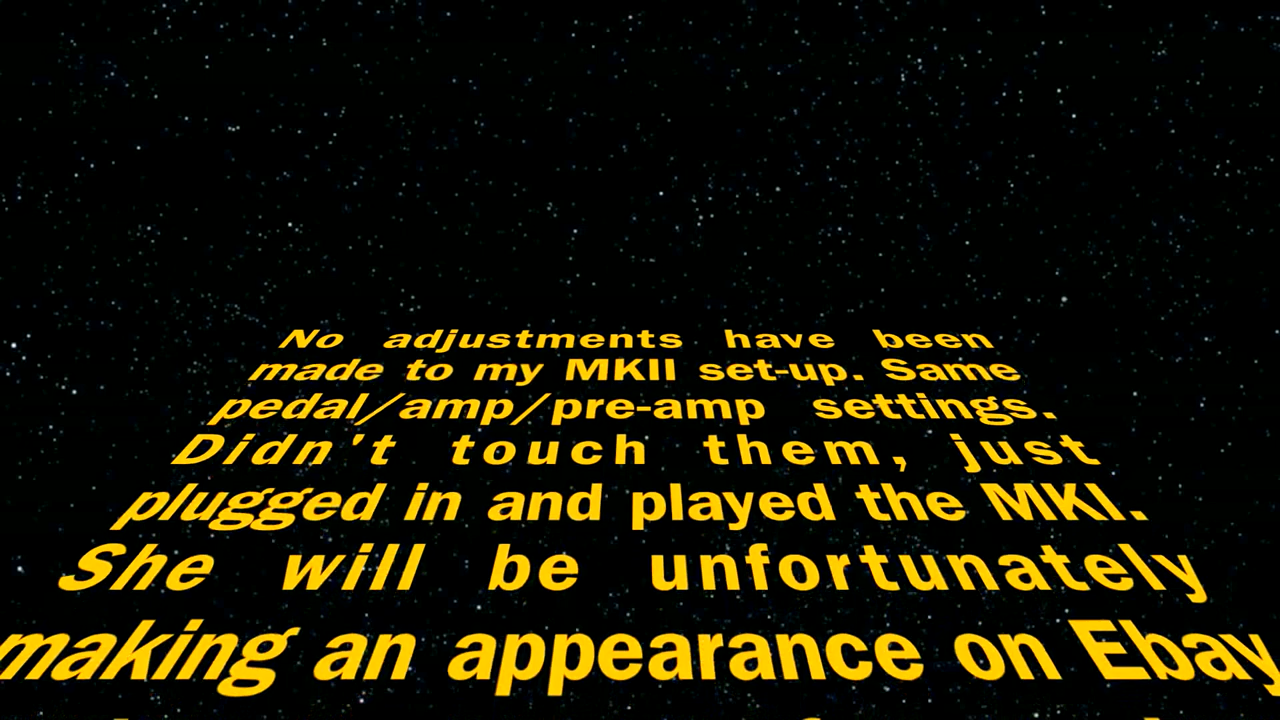 No adjustments have been
made to my MKII set-up. Same
pedal/amp/pre-amp settings.
Didn't touch them, just
plugged in and played the MKI.
She will be unfortunately
making an appearance on Ebay